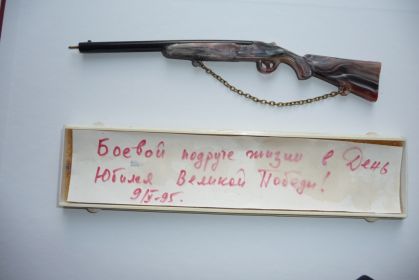 Боевой подруге жизни в День
Юбилея Великой Победы!
9/V-95.